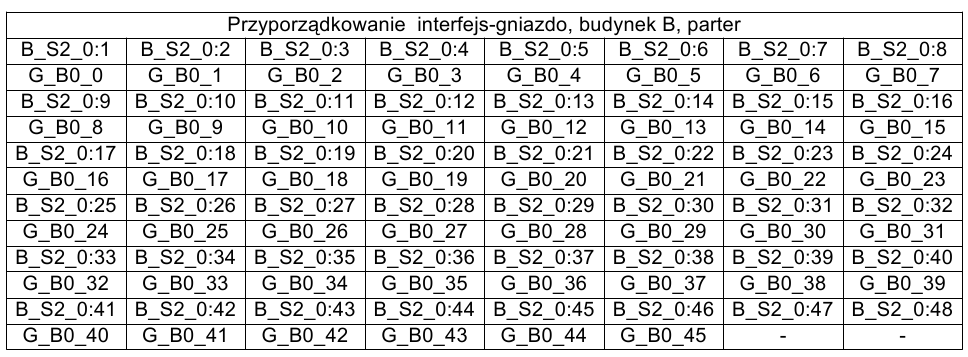 Przyporządkowanie interfejs-gniazdo, budynek B, parter
B_S2_0:1 B_S2_0:2 B_S2_0:3 B_S2_0:4 B_S2_0:5 B_S2_0:6 B_S2_0:7 B_S2_0:8
G_B0_0 G_B0_1 G_B0_2 G_B0_3 G_B0_4 G_B0_5 G_B0_6 G_B0_7
B_S2_0:9 B_S2_0:10 B_S2_0:11 B_S2_0:12 B_S2_0:13 B_S2_0:14 B_S2_0:15 B_S2_0:16
G_B0_8 G_B0_9 G_B0_10 G_B0_11 G_B0_12 G_B0_13 G_B0_14 G_B0_15
B_S2_0:17 B_S2_0:18 B_S2_0:19 B_S2_0:20 B_S2_0:21 B_S2_0:22 B_S2_0:23 B_S2_0:24
G_B0_16 G_B0_17 G_B0_18 G_B0_19 G_B0_20 G_B0_21 G_B0_22 G_B0_23
B_S2_0:25 B_S2_0:26 B_S2_0:27 B_S2_0:28 B_S2_0:29 B_S2_0:30 B_S2_0:31 B_S2_0:32
G_B0_24 G_B0_25 G_B0_26 G_B0_27 G_B0_28 G_B0_29 G_B0_30 G_B0_31
B_S2_0:33 B_S2_0:34 B_S2_0:35 B_S2_0:36 B_S2_0:37 B_S2_0:38 B_S2_0:39 B_S2_0:40
G_B0_32 G_B0_33 G_B0_34 G_B0_35 G_B0_36 G_B0_37 G_B0_38 G_B0_39
B_S2_0:41 B_S2_0:42 B_S2_0:43 B_S2_0:44 B_S2_0:45 B_S2_0:46 B_S2_0:47 B_S2_0:48
G_B0_40 G_B0_41 G_B0_42 G_B0_43 G_B0_44 G_B0_45 - -